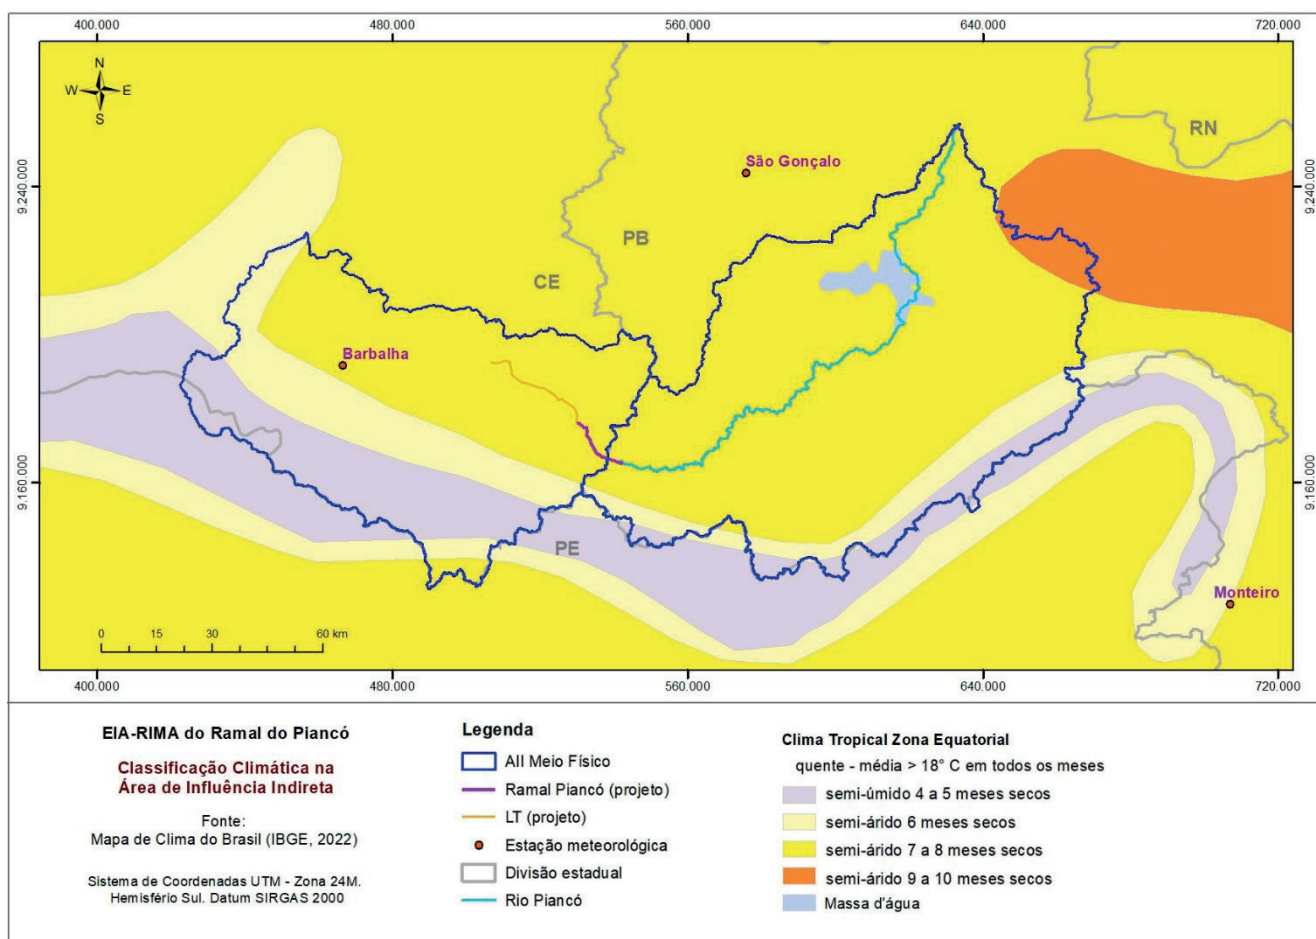 400.000 480.000 560.000 640.000 720.000
N
W E
S
RN
São Gonçalo
9.240.000 9.240.000
PB
CE
Barbalha
9.160.000 9.160.000
PE
Monteiro
0 15 30 60 km
400.000 480.000 560.000 640.000 720.000
EIA-RIMA do Ramal do Piancó
Classificação Climática na
Área de Influência Indireta
Fonte:
Mapa de Clima do Brasil (IBGE, 2022)
Sistema de Coordenadas UTM - Zona 24M.
Hemisfério Sul. Datum SIRGAS 2000
Legenda
AII Meio Físico
Ramal Piancó (projeto)
LT (projeto)
Estação meteorológica
Divisão estadual
Rio Piancó
Clima Tropical Zona Equatorial
quente - média > 18° C em todos os meses
semi-úmido 4 a 5 meses secos
semi-árido 6 meses secos
semi-árido 7 a 8 meses secos
semi-árido 9 a 10 meses secos
Massa d'água